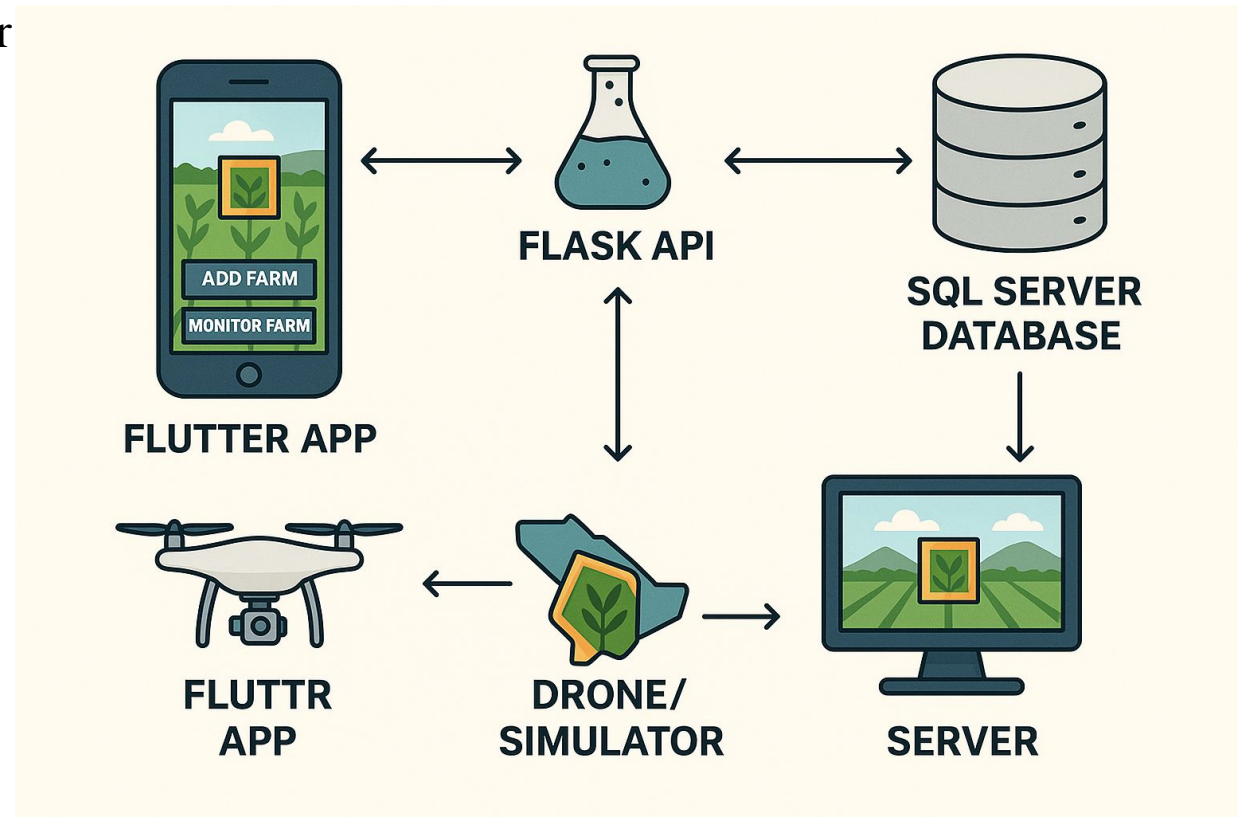 r
ADD FARM
MONITOR FARM
FLUTTER APP
FLASK API
SQL SERVER
DATABASE
FLUTTR
APP
DRONE/
SIMULATOR
SERVER